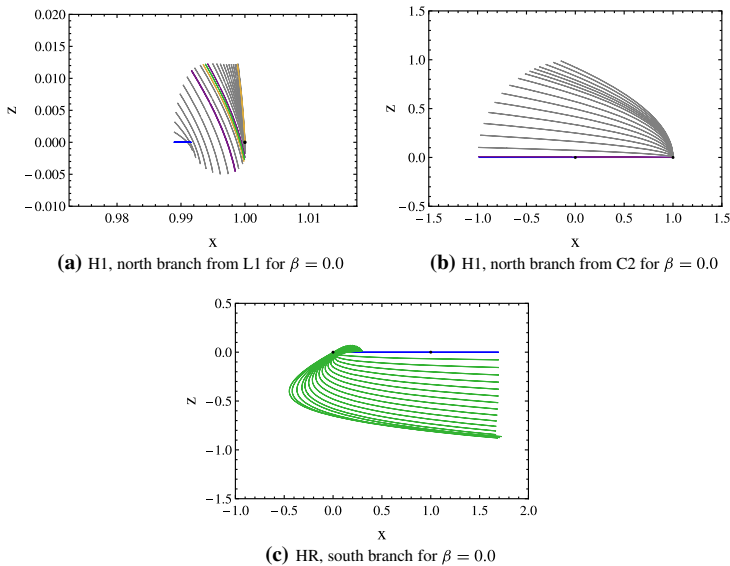 0.020
0.015
0.010
0.005
0.000
−0.005
−0.010
z
0.98 0.99 1.00 1.01
x
(a) H1, north branch from L1 for β = 0.0
1.5
1.0
0.5
0.0
−0.5
z
−1.5 −1.0 −0.5 0.0 0.5 1.0 1.5
x
(b) H1, north branch from C2 for β = 0.0
0.5
0.0
−0.5
−1.0
−1.5
z
−1.0 −0.5 0.0 0.5 1.0 1.5 2.0
x
(c) HR, south branch for β = 0.0